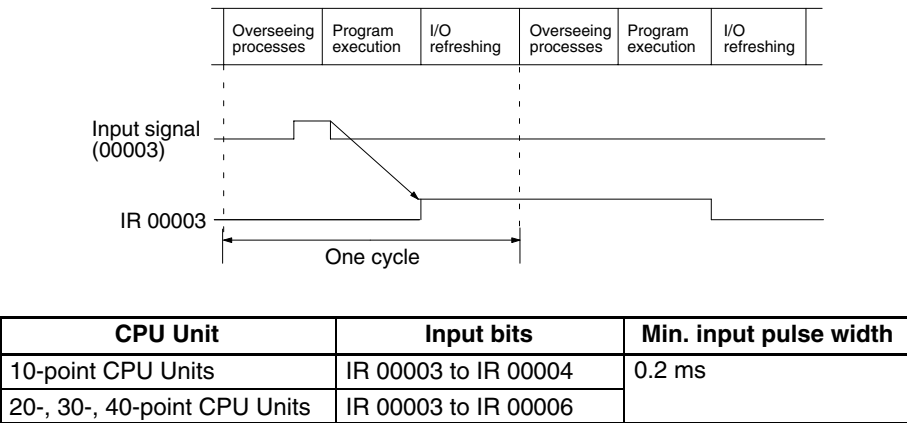 Overseeing processes Program execution I/O refreshing Overseeing processes Program execution I/O refreshing
Input signal
(00003)
IR 00003
One cycle
CPU Unit Input bits Min. input pulse width
10-point CPU Units IR 00003 to IR 00004 0.2 ms
20-, 30-, 40-point CPU Units IR 00003 to IR 00006